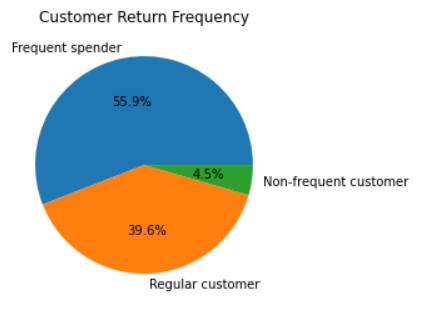 Customer Return Frequency
Frequent spender
55.9%
4.5%
Non-frequent customer
39.6%
Regular customer